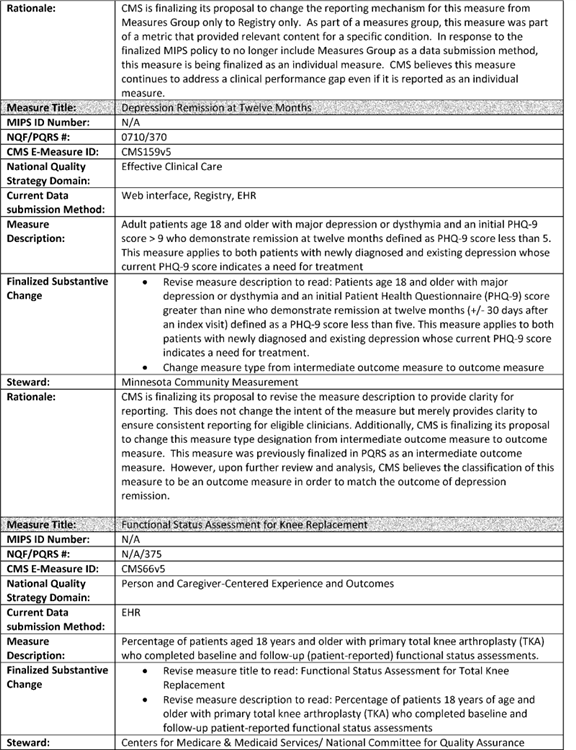 Rationale: CMS is finalizing its proposal to change the reporting mechanism for this measure from
Measures Group only to Registry only.  As part of a measures group, this measure was part
of a metric that provided relevant content for a specific condition.  In response to the
finalized MIPS policy to no longer include Measures Group as a data submission method,
this measure is being finalized as an individual measure.  CMS believes this measure
continues to address a clinical performance gap even if it is reported as an individual
measure.
Measure Title: Depression Remission at Twelve Months
MIPS ID Number: N/A
NQF/PQRS #: 0710/370
CMS E-Measure ID: CMS159v5
National Quality Effective Clinical Care
Strategy Domain:
Current Data Web interface, Registry, EHR
submission Method:
Measure Adult patients age 18 and older with major depression or dysthymia and an initial PHQ-9
Description: score > 9 who demonstrate remission at twelve months defined as PHQ-9 score less than 5.
This measure applies to both patients with newly diagnosed and existing depression whose
current PHQ-9 score indicates a need for treatment
Finalized Substantive • Revise measure description to read: Patients age 18 and older with major
Change depression or dysthymia and an initial Patient Health Questionnaire (PHQ-9) score
greater than nine who demonstrate remission at twelve months (+/- 30 days after
an index visit) defined as a PHQ-9 score less than five. This measure applies to both
patients with newly diagnosed and existing depression whose current PHQ-9 score
indicates a need for treatment.
• Change measure type from intermediate outcome measure to outcome measure
Steward: Minnesota Community Measurement
Rationale: CMS is finalizing its proposal to revise the measure description to provide clarity for
reporting.  This does not change the intent of the measure but merely provides clarity to
ensure consistent reporting for eligible clinicians. Additionally, CMS is finalizing its proposal
to change this measure type designation from intermediate outcome measure to outcome
measure.  This measure was previously finalized in PQRS as an intermediate outcome
measure.  However, upon further review and analysis, CMS believes the classification of this
measure to be an outcome measure in order to match the outcome of depression
remission.
Measure Title: Functional Status Assessment for Knee Replacement
MIPS ID Number: N/A
NQF/PQRS #: N/A/375
CMS E-Measure ID: CMS66v5
National Quality Person and Caregiver-Centered Experience and Outcomes
Strategy Domain:
Current Data EHR
submission Method:
Measure Percentage of patients aged 18 years and older with primary total knee arthroplasty (TKA)
Description: who completed baseline and follow-up (patient-reported) functional status assessments.
Finalized Substantive • Revise measure title to read: Functional Status Assessment for Total Knee
Change Replacement
• Revise measure description to read: Percentage of patients 18 years of age and
older with primary total knee arthroplasty (TKA) who completed baseline and
follow-up patient-reported functional status assessments
Steward: Centers for Medicare & Medicaid Services/ National Committee for Quality Assurance